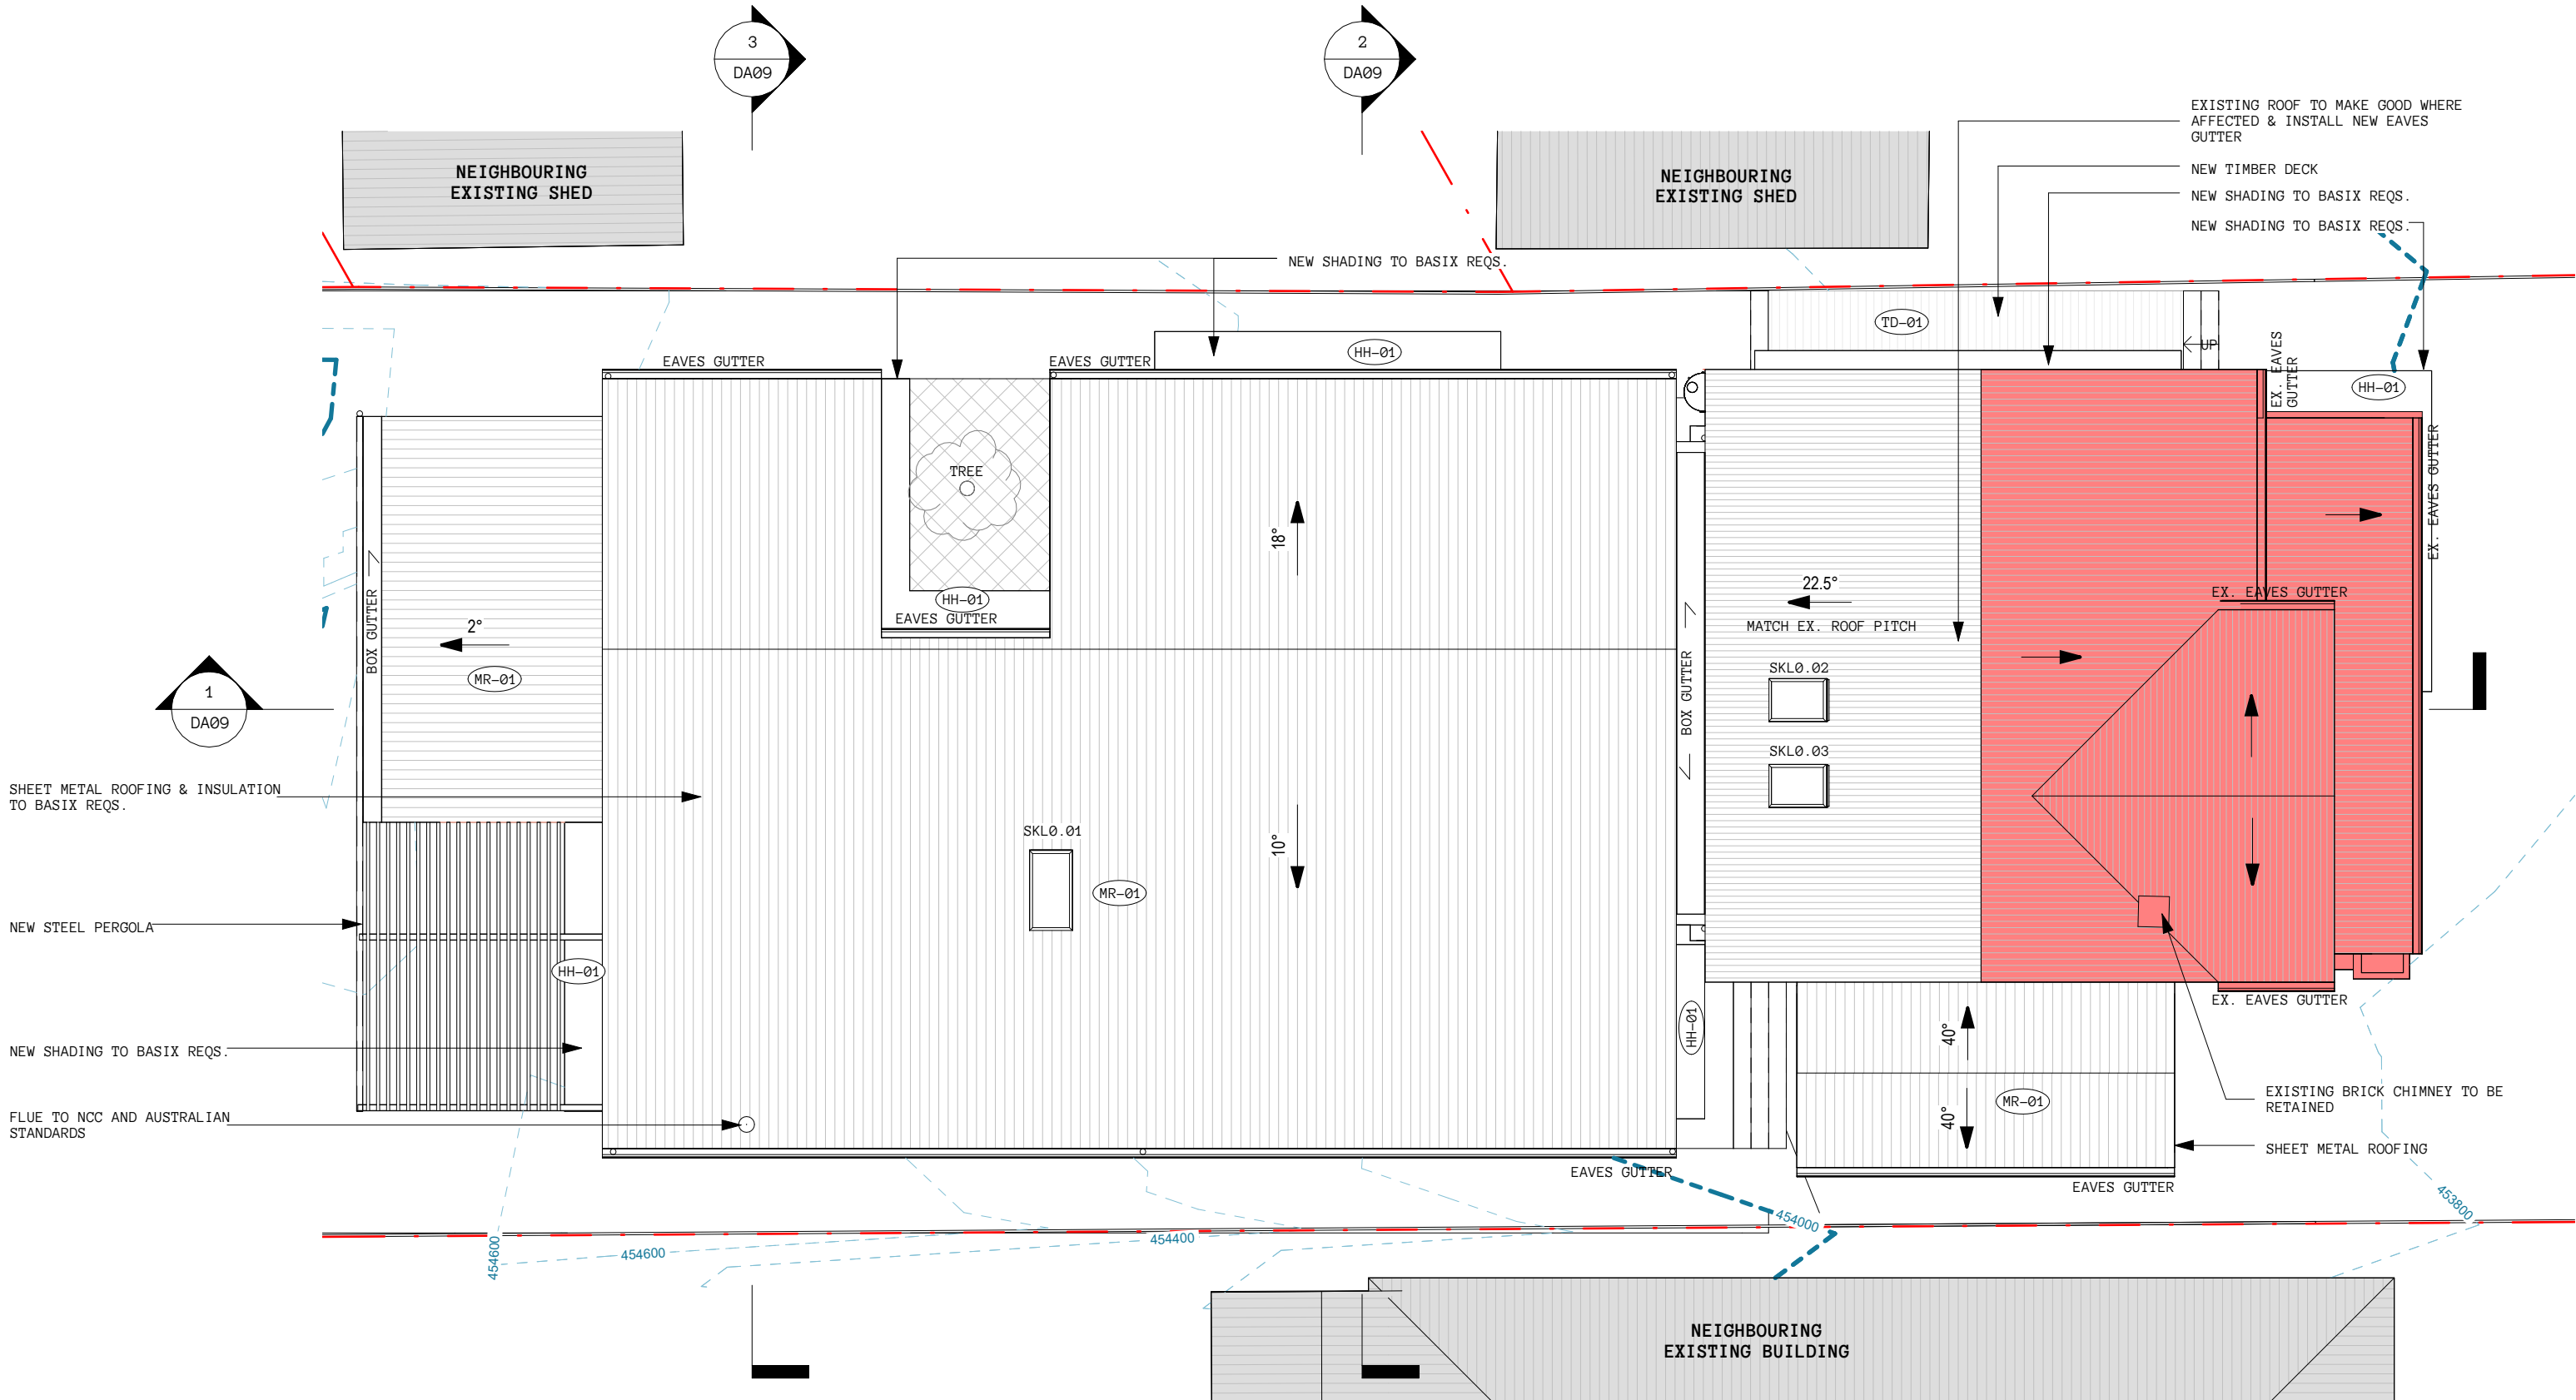 3
DA09
2
DA09
EXISTING ROOF TO MAKE GOOD WHERE
AFFECTED & INSTALL NEW EAVES
GUTTER
NEW TIMBER DECK
NEW SHADING TO BASIX REQS.
NEW SHADING TO BASIX REQS.
NEIGHBOURING
EXISTING SHED
NEIGHBOURING
EXISTING SHED
NEW SHADING TO BASIX REQS.
TD-01
UP
HH-01
EAVES GUTTER
EAVES GUTTER
EX. EAVES
GUTTER
HH-01
EX. EAVES GUTTER
TREE
18°
HH-01
EAVES GUTTER
22.5°
MATCH EX. ROOF PITCH
EX. EAVES GUTTER
BOX GUTTER
2°
MR-01
BOX GUTTER
SKL0.02
SKL0.03
1
DA09
SHEET METAL ROOFING & INSULATION
TO BASIX REQS.
SKL0.01
10°
MR-01
NEW STEEL PERGOLA
HH-01
EX. EAVES GUTTER
HH-01
40°
NEW SHADING TO BASIX REQS.
MR-01
40°
EXISTING BRICK CHIMNEY TO BE
RETAINED
FLUE TO NCC AND AUSTRALIAN
STANDARDS
SHEET METAL ROOFING
EAVES GUTTER
EAVES GUTTER
453800
454000
454600
454600
454400
NEIGHBOURING
EXISTING BUILDING